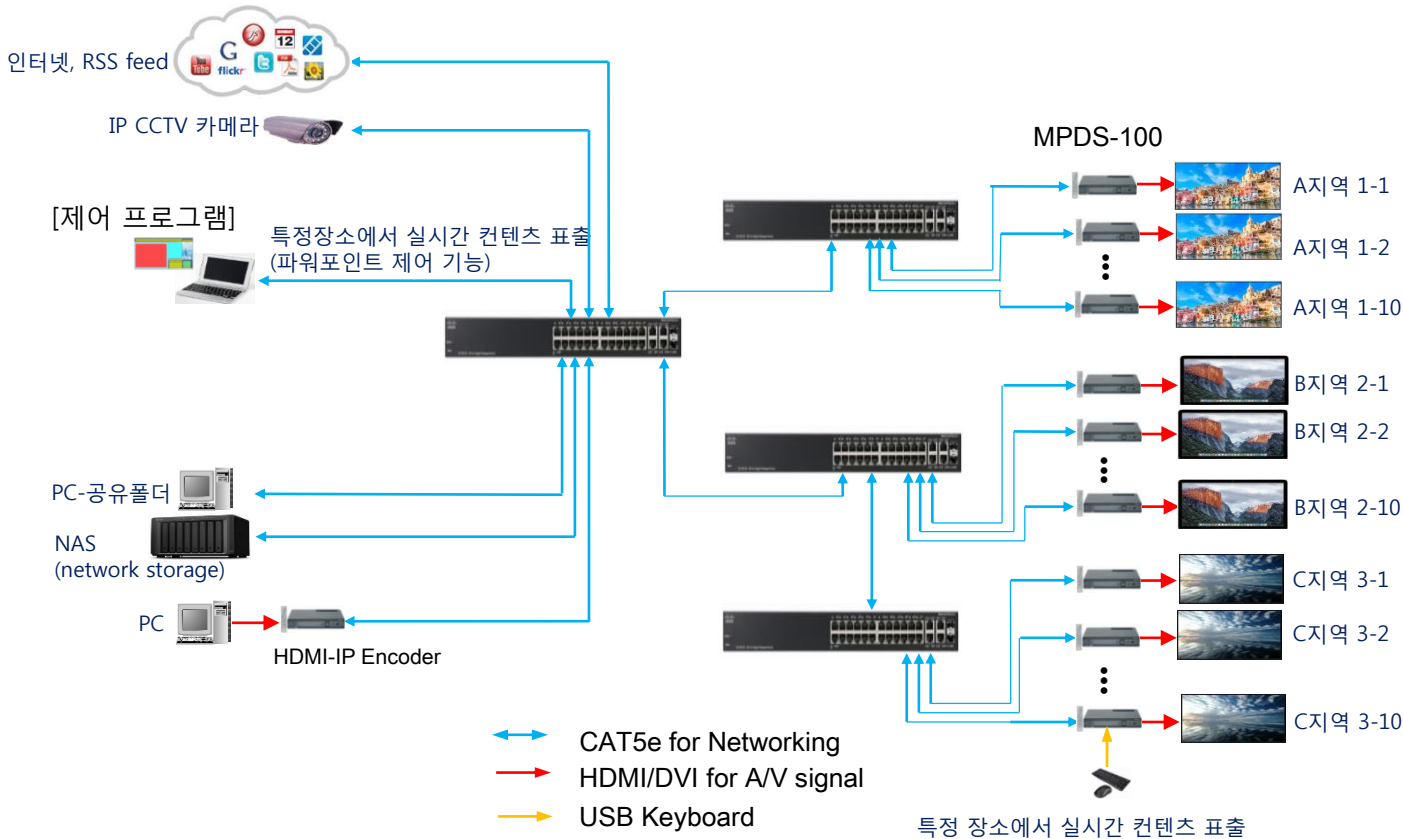 인터넷, RSS feed
You
Tube
G
flickr
12
IP CCTV 카메라
[제어 프로그램]
특정장소에서 실시간 컨텐츠 표출
(파워포인트 제어 기능)
PC-공유폴더
NAS
(network storage)
PC
HDMI-IP Encoder
MPDS-100
A지역 1-1
A지역 1-2
A지역 1-10
B지역 2-1
B지역 2-2
B지역 2-10
C지역 3-1
C지역 3-2
C지역 3-10
CAT5e for Networking
HDMI/DVI for A/V signal
USB Keyboard
특정 장소에서 실시간 컨텐츠 표출